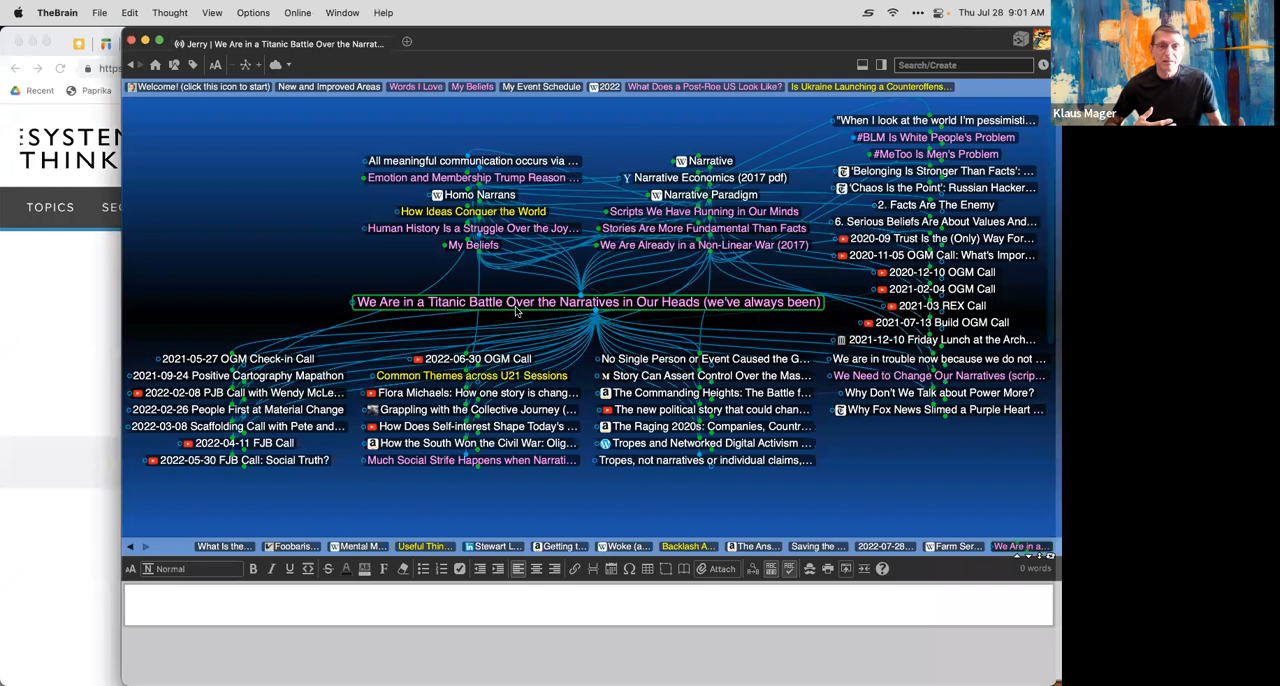 TheBrain File Edit Thought View Options Online Window Help Thu Jul 28 9:01 AM
Jerry | We Are in a Titanic Battle Over the Narrat...
AA Search/Create
https
Recent Paprika
SYSTEM
THINK
TOPICS
Welcome! (click this icon to start) New and Improved Areas Words I Love My Beliefs My Event Schedule 2022 What Does a Post-Roe US Look Like? Is Ukraine Launching a Counteroffens...
Klaus Mager
All meaningful communication occurs via ...
Emotion and Membership Trump Reason ...
Homo Narrans
How Ideas Conquer the World
Human History Is a Struggle Over the Joy...
My Beliefs
Narrative
Narrative Economics (2017 pdf)
Narrative Paradigm
Scripts We Have Running in Our Minds
Stories Are More Fundamental Than Facts
We Are Already in a Non-Linear War (2017)
"When I look at the world I'm pessimisti...
#BLM Is White People's Problem
#MeToo Is Men's Problem
'Belonging Is Stronger Than Facts': ...
'Chaos Is the Point': Russian Hacker...
2. Facts Are The Enemy
6. Serious Beliefs Are About Values And...
2020-09 Trust Is the (Only) Way For...
2020-11-05 OGM Call: What's Impor...
2020-12-10 OGM Call
2021-02-04 OGM Call
2021-03 REX Call
2021-07-13 Build OGM Call
2021-12-10 Friday Lunch at the Arch...
We are in trouble now because we do not ...
We Need to Change Our Narratives (scrip...
Why Don't We Talk about Power More?
Why Fox News Slimed a Purple Heart ...
We Are in a Titanic Battle Over the Narratives in Our Heads (we've always been)
2021-05-27 OGM Check-in Call
2021-09-24 Positive Cartography Mapathon
2022-02-08 PJB Call with Wendy McLe...
2022-02-26 People First at Material Change
2022-03-08 Scaffolding Call with Pete and...
2022-04-11 FJB Call
2022-05-30 FJB Call: Social Truth?
2022-06-30 OGM Call
Common Themes across U21 Sessions
Flora Michaels: How one story is chang...
Grappling with the Collective Journey (...
How Does Self-interest Shape Today's ...
How the South Won the Civil War: Olig...
Much Social Strife Happens when Narrati...
No Single Person or Event Caused the G...
Story Can Assert Control Over the Mas...
The Commanding Heights: The Battle f...
The new political story that could chan...
The Raging 2020s: Companies, Countr...
Tropes and Networked Digital Activism ...
Tropes, not narratives or individual claims,...
What Is the... Foobaris... Mental M... Useful Thin... Stewart L... Getting t... Woke (a... Backlash A... The Ans... Saving the ... 2022-07-28... Farm Ser... We Are in a...
AA N Normal B I U S A F Attach 0 words